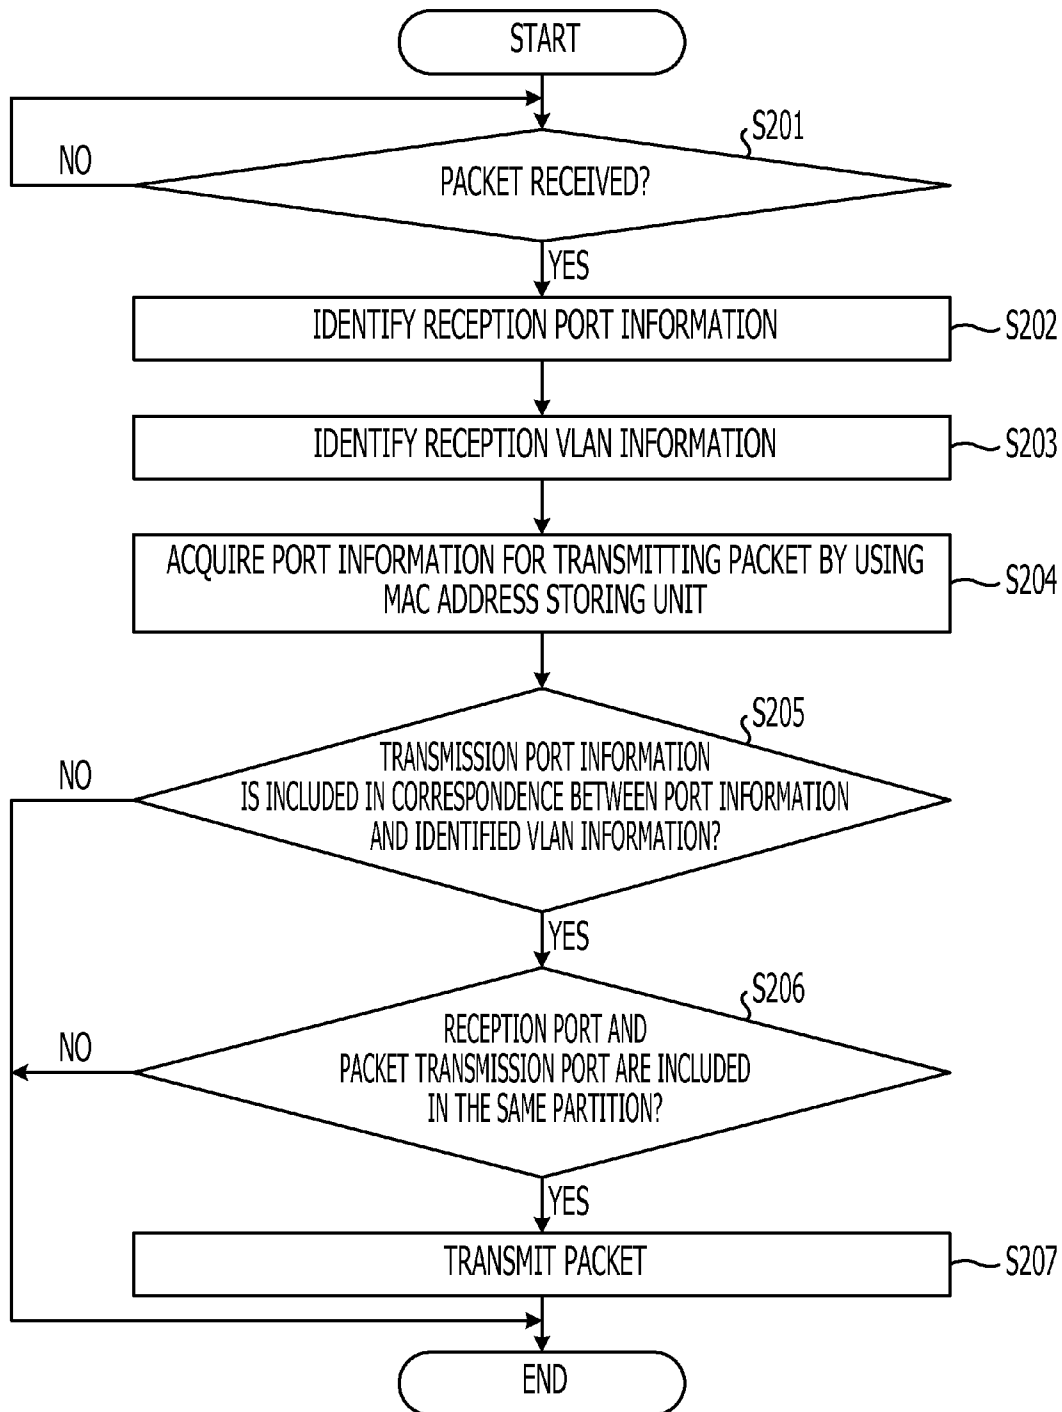 START
S201
NO
PACKET RECEIVED?
YES
IDENTIFY RECEPTION PORT INFORMATION
S202
IDENTIFY RECEPTION VLAN INFORMATION
S203
ACQUIRE PORT INFORMATION FOR TRANSMITTING PACKET BY USING
MAC ADDRESS STORING UNIT
S204
S205
NO
TRANSMISSION PORT INFORMATION
IS INCLUDED IN CORRESPONDENCE BETWEEN PORT INFORMATION
AND IDENTIFIED VLAN INFORMATION?
YES
S206
NO
RECEPTION PORT AND
PACKET TRANSMISSION PORT ARE INCLUDED
IN THE SAME PARTITION?
YES
TRANSMIT PACKET
S207
END